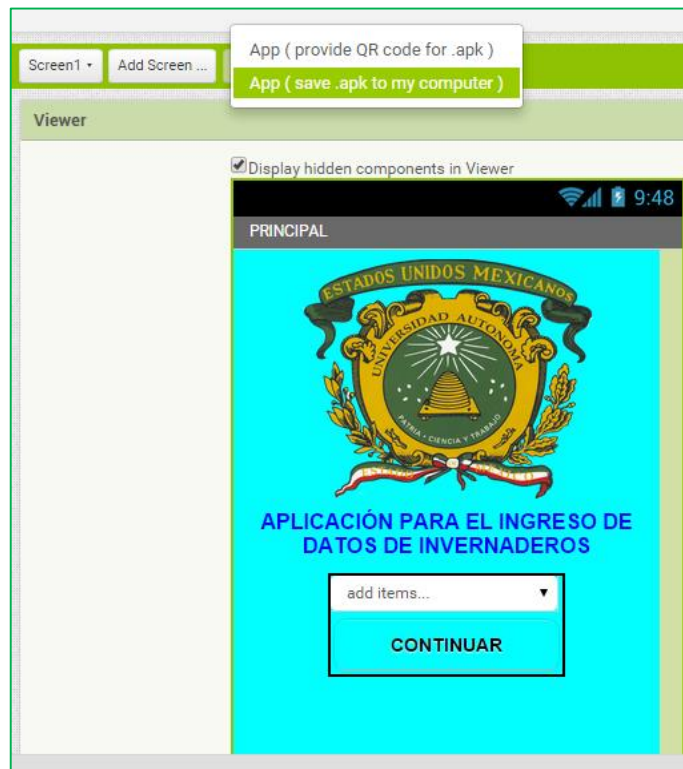 App ( provide QR code for .apk )
App ( save .apk to my computer )
Screen1
Add Screen ...
Viewer
Display hidden components in Viewer
9:48
PRINCIPAL
ESTADOS UNIDOS MEXICANOS
UNIVERSIDAD AUTONOMA
PATRIA • CIENCIA Y TRABAJO
ESTADO MEXICO
APLICACIÓN PARA EL INGRESO DE
DATOS DE INVERNADEROS
add items...
CONTINUAR